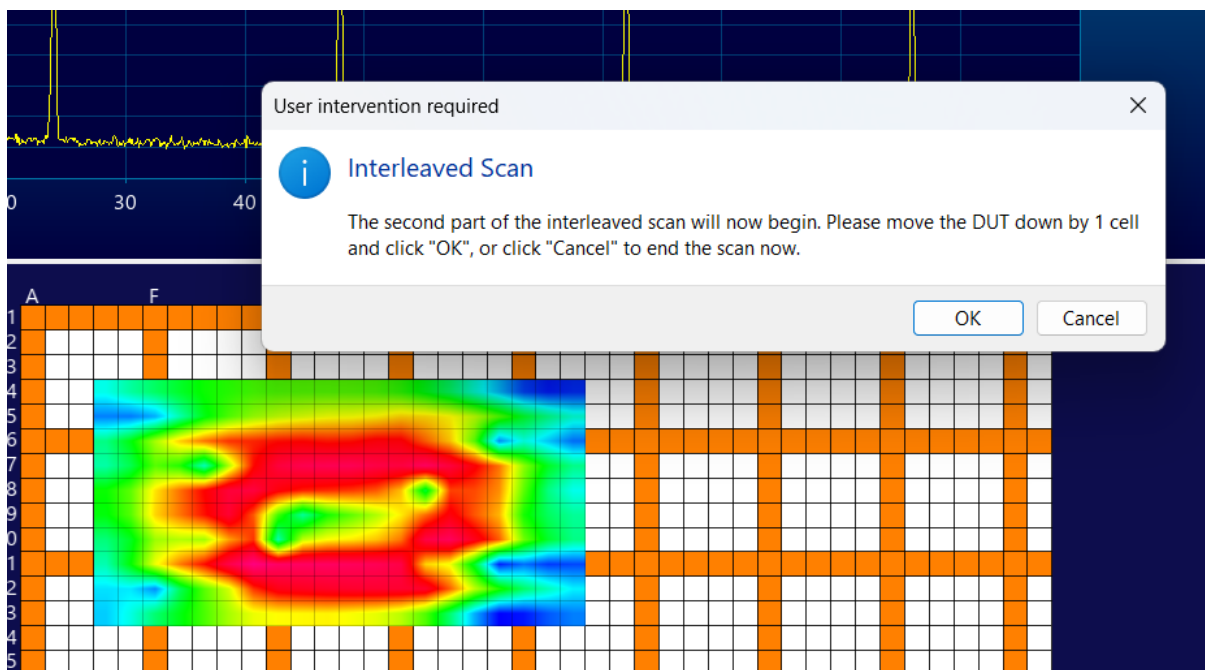 User intervention required
Interleaved Scan
The second part of the interleaved scan will now begin. Please move the DUT down by 1 cell
and click "OK", or click "Cancel" to end the scan now.
OK Cancel
0 30 40
A F
1
2
3
4
5
6
7
8
9
0
1
2
3
4
5